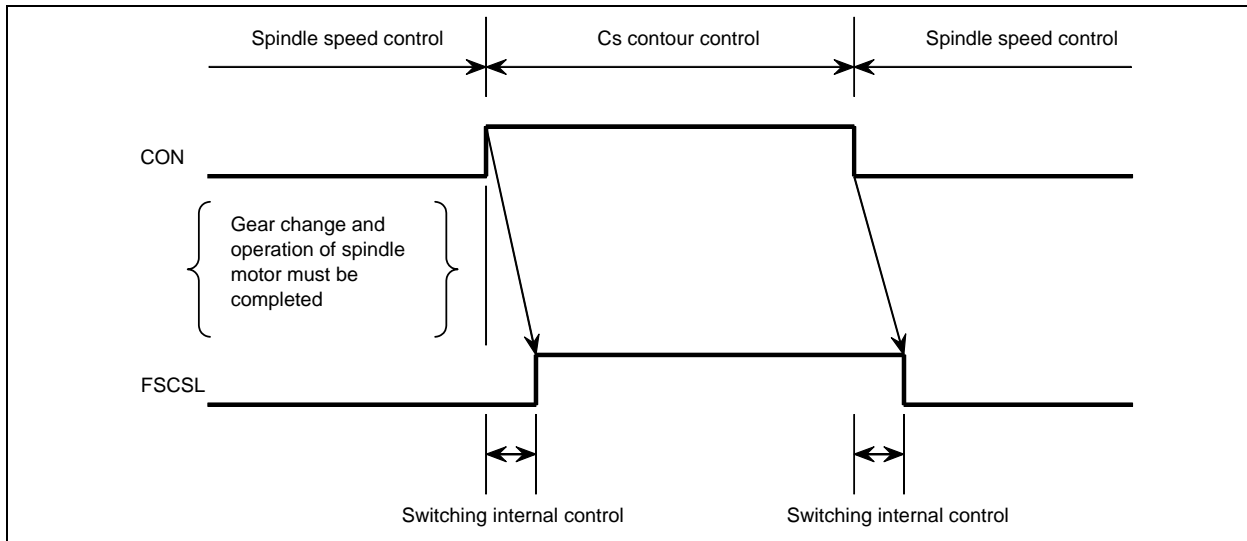 Spindle speed control
Cs contour control
Spindle speed control
CON
Gear change and
operation of spindle
motor must be
completed
FSCSL
Switching internal control
Switching internal control